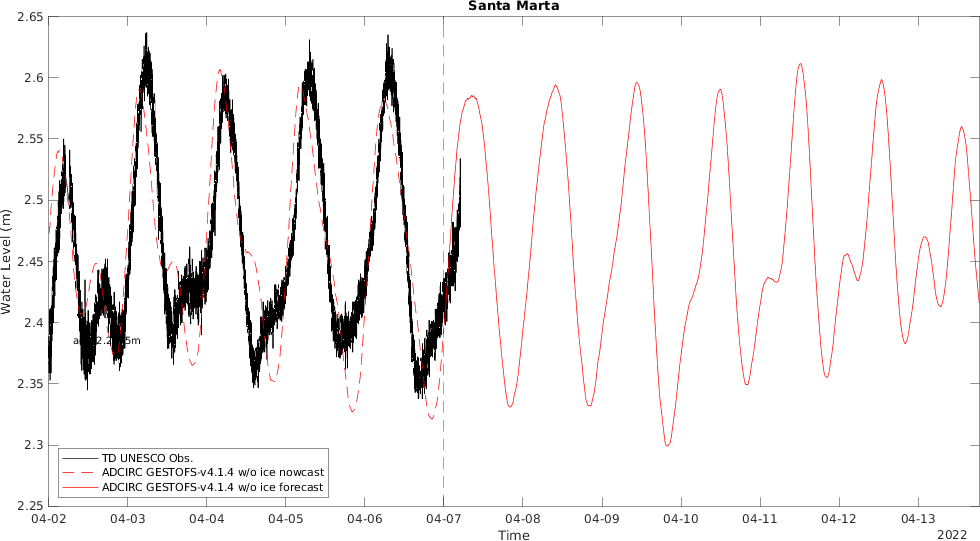 Santa Marta
2.65
2.6
2.55
2.5
2.45
2.4
2.35
2.3
2.25
Water Level (m)
TD UNESCO Obs.
ADCIRC GESTOFS-v4.1.4 w/o ice nowcast
ADCIRC GESTOFS-v4.1.4 w/o ice forecast
04-02 04-03 04-04 04-05 04-06 04-07 04-08 04-09 04-10 04-11 04-12 04-13
Time
2022